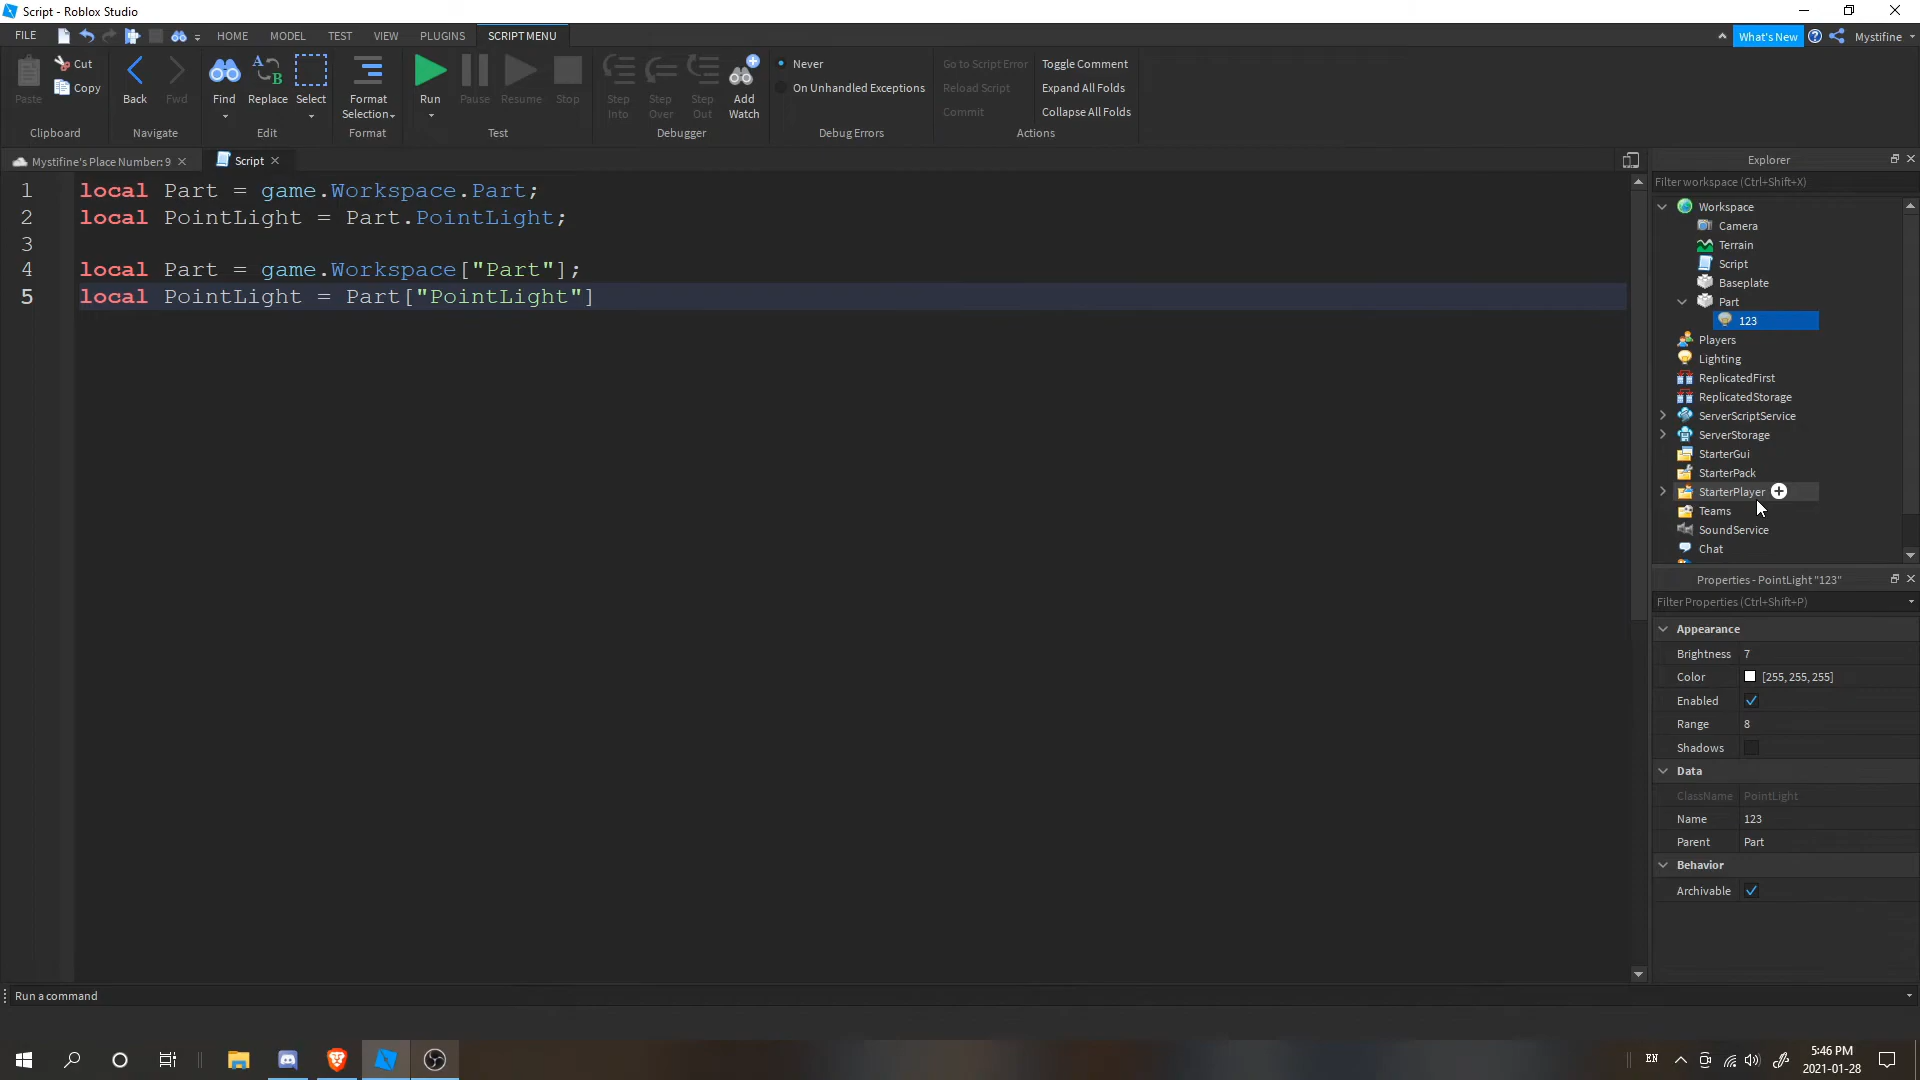 Script - Roblox Studio
FILE HOME MODEL TEST VIEW PLUGINS SCRIPT MENU What's New Mystifine
Paste Cut Copy Back Fwd Find Replace Select Format Selection Run Pause Resume Stop Step Into Step Over Step Out Add Watch Never On Unhandled Exceptions Go to Script Error Reload Script Commit Toggle Comment Expand All Folds Collapse All Folds
Clipboard Navigate Edit Format Test Debugger Debug Errors Actions
Mystifine's Place Number: 9 Script
1 local Part = game.Workspace.Part;
2 local PointLight = Part.PointLight;
3
4 local Part = game.Workspace["Part"];
5 local PointLight = Part["PointLight"]
Explorer
Filter workspace (Ctrl+Shift+X)
Workspace
Camera
Terrain
Script
Baseplate
Part
123
Players
Lighting
ReplicatedFirst
ReplicatedStorage
ServerScriptService
ServerStorage
StarterGui
StarterPack
StarterPlayer
Teams
SoundService
Chat
Properties - PointLight "123"
Filter Properties (Ctrl+Shift+P)
Appearance
Brightness 7
Color [255, 255, 255]
Enabled
Range 8
Shadows
Data
ClassName PointLight
Name 123
Parent Part
Behavior
Archivable
Run a command
EN
5:46 PM
2021-01-28